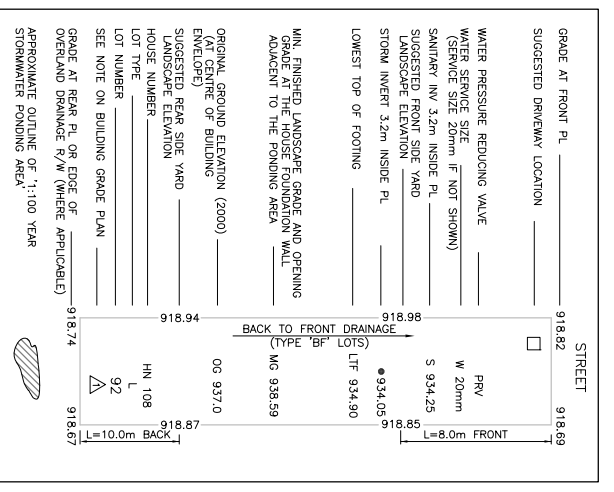 STREET
GRADE AT FRONT PL
918.82
918.69
SUGGESTED DRIVEWAY LOCATION
WATER PRESSURE REDUCING VALVE
PRV
WATER SERVICE SIZE
(SERVICE SIZE 20mm IF NOT SHOWN)
W 20mm
SANITARY INV 3.2m INSIDE PL
S 934.25
SUGGESTED FRONT SIDE YARD
LANDSCAPE ELEVATION
918.98
918.85
L=8.0m FRONT
STORM INVERT 3.2m INSIDE PL
934.05
LOWEST TOP OF FOOTING
LTF 934.90
BACK TO FRONT DRAINAGE
(TYPE 'BF' LOTS)
MIN. FINISHED LANDSCAPE GRADE AND OPENING
GRADE AT THE HOUSE FOUNDATION WALL
ADJACENT TO THE PONDING AREA
MG 938.59
ORIGINAL GROUND ELEVATION (2000)
(AT CENTRE OF BUILDING
ENVELOPE)
OG 937.0
SUGGESTED REAR SIDE YARD
LANDSCAPE ELEVATION
918.94
918.87
HOUSE NUMBER
HN 108
LOT TYPE
L
LOT NUMBER
92
SEE NOTE ON BUILDING GRADE PLAN
1
L=10.0m BACK
GRADE AT REAR PL OR EDGE OF
OVERLAND DRAINAGE R/W (WHERE APPLICABLE)
918.74
918.67
APPROXIMATE OUTLINE OF '1:100 YEAR
STORMWATER PONDING AREA'